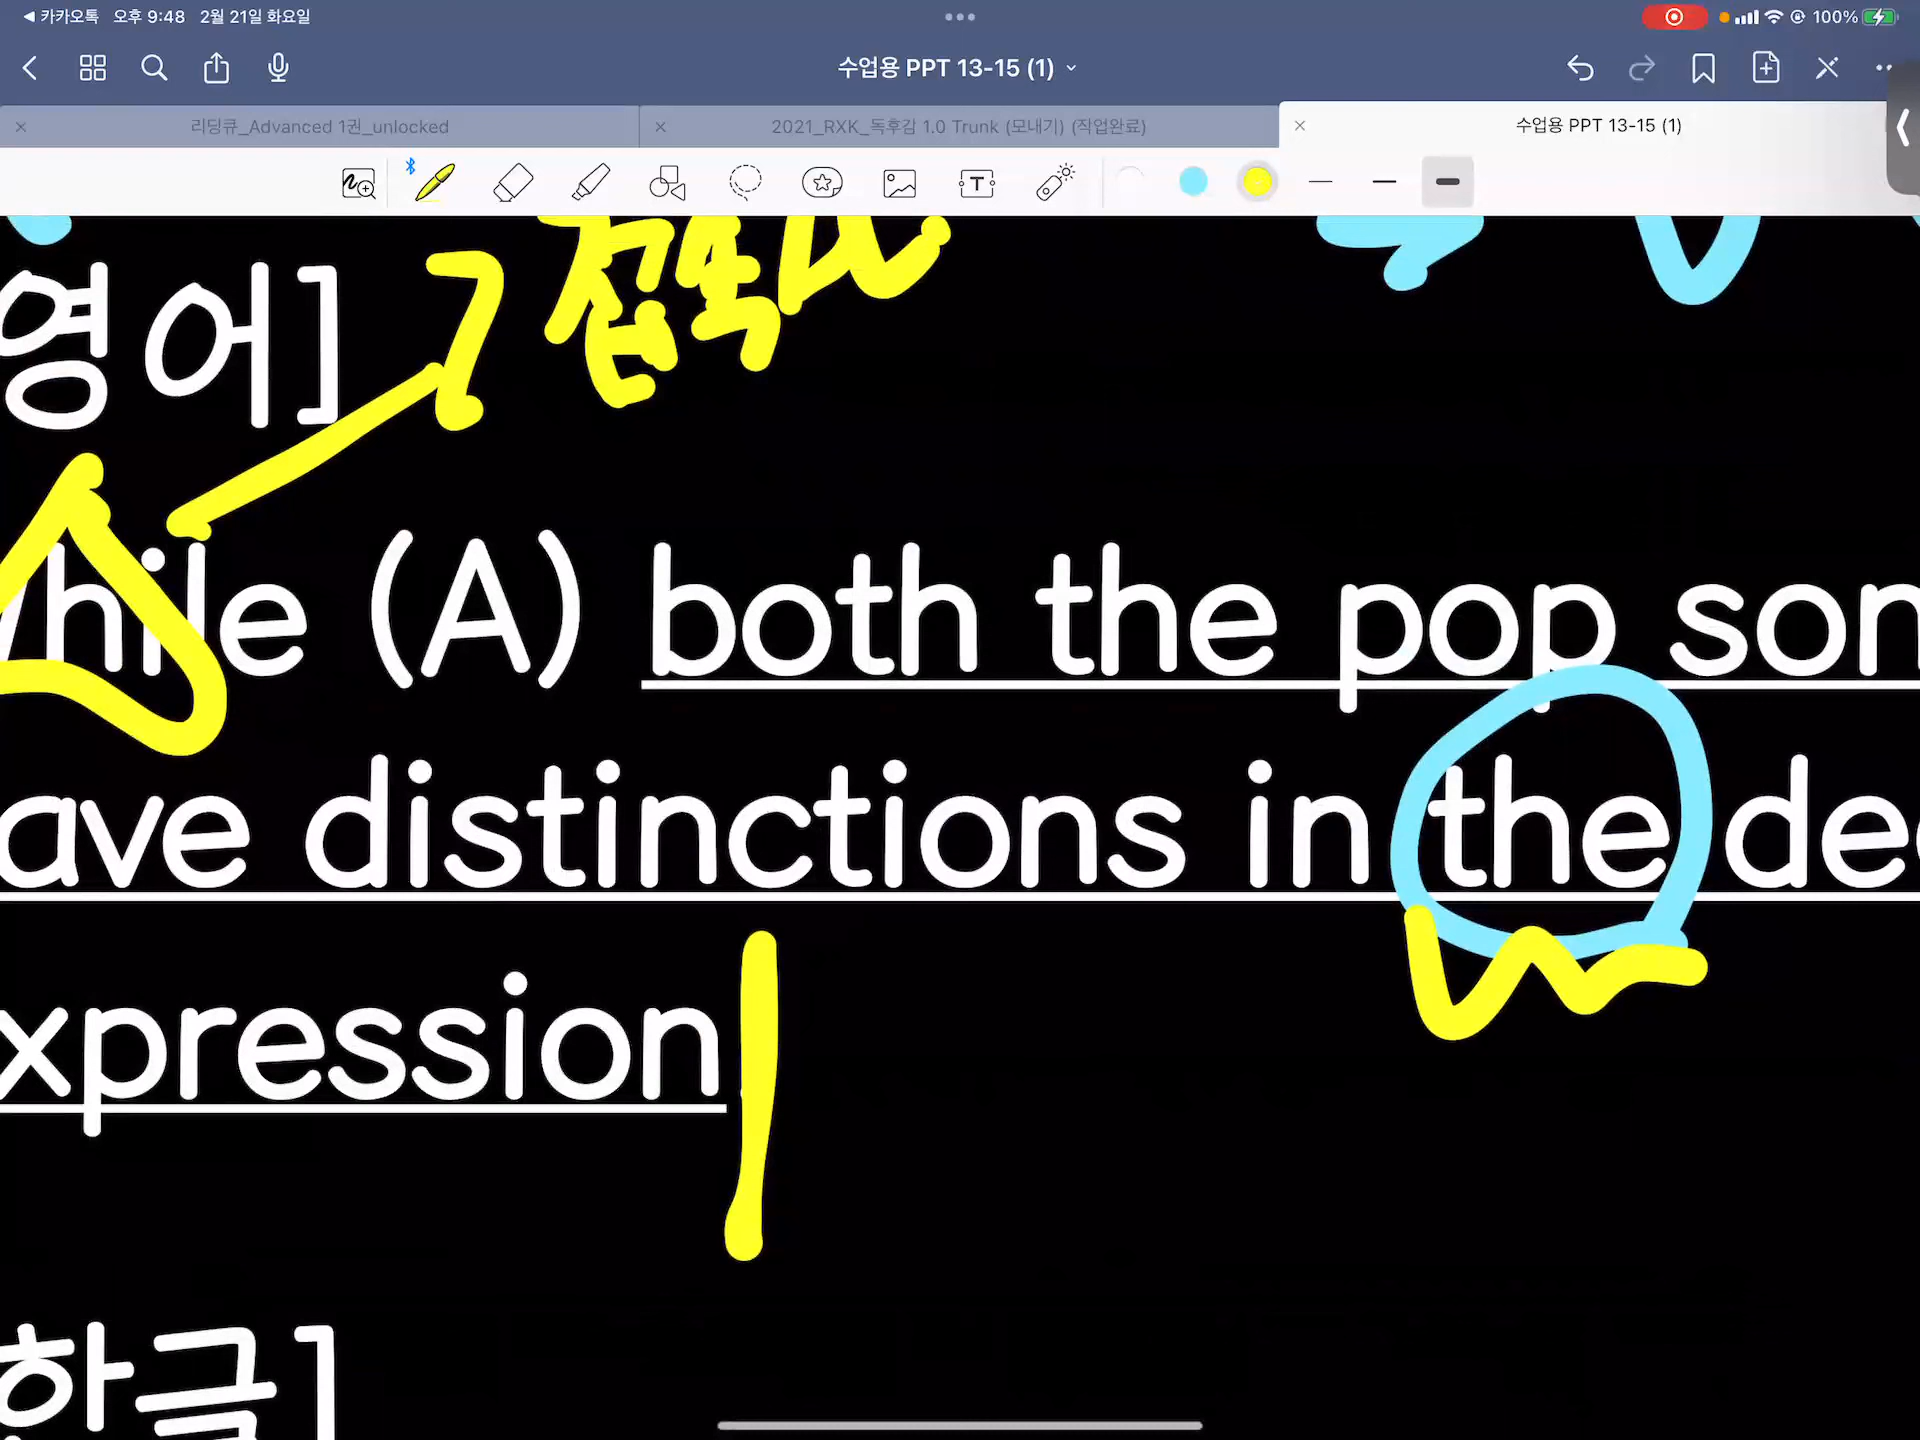 카카오톡 오후 9:48 2월 21일 화요일 100%
수업용 PPT 13-15 (1)
리딩큐_Advanced 1권_unlocked 2021_RXK_독후감 1.0 Trunk (모내기) (작업완료) 수업용 PPT 13-15 (1)
영어]
hile (A) both the pop son
ave distinctions in the de
xpression
한글]